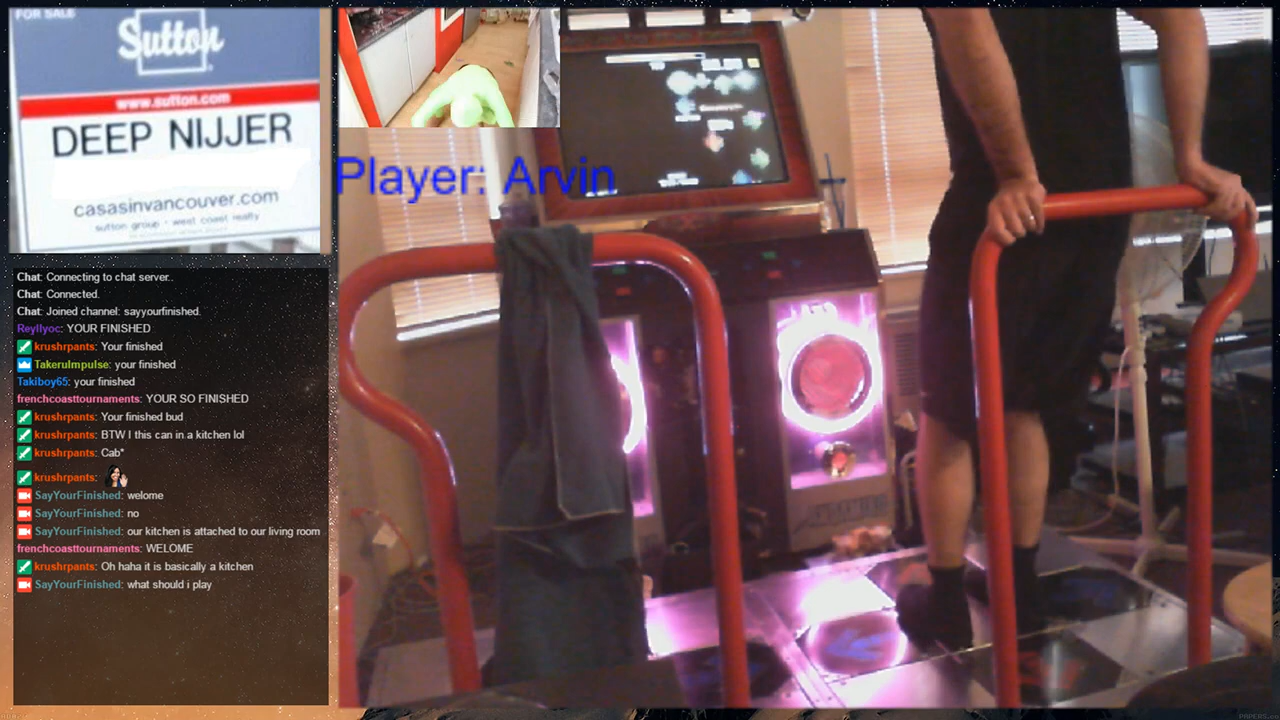 FOR SALE
Sutton
www.sutton.com
DEEP NIJJER
casasinvancouver.com
sutton group · west coast realty
Player: Arvin
Chat: Connecting to chat server..
Chat: Connected.
Chat: Joined channel: sayyourfinished.
Reyllyoc: YOUR FINISHED
krushrpants: Your finished
TakeruImpulse: your finished
Takiboy65: your finished
frenchcoasttournaments: YOUR SO FINISHED
krushrpants: Your finished bud
krushrpants: BTW I this can in a kitchen lol
krushrpants: Cab*
krushrpants:
SayYourFinished: welome
SayYourFinished: no
SayYourFinished: our kitchen is attached to our living room
frenchcoasttournaments: WELOME
krushrpants: Oh haha it is basically a kitchen
SayYourFinished: what should i play